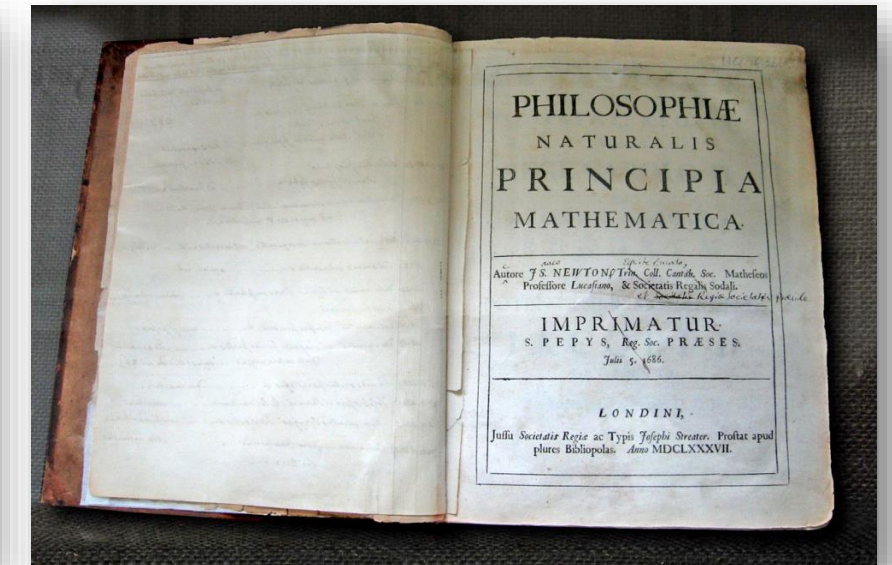 PHILOSOPHIÆ
NATURALIS
PRINCIPIA
MATHEMATICA.
Autore JS. NEWTON, Trin. Coll. Cantab. Soc. Matheseos
Professore Lucasiano, & Societatis Regalis Sodali.
IMPRIMATUR.
S. PEPYS, Reg. Soc. PRÆSES.
Julii 5. 1686.
LONDINI,
Jussu Societatis Regiæ ac Typis Josephi Streater. Prostat apud
plures Bibliopolas. Anno MDCLXXXVII.